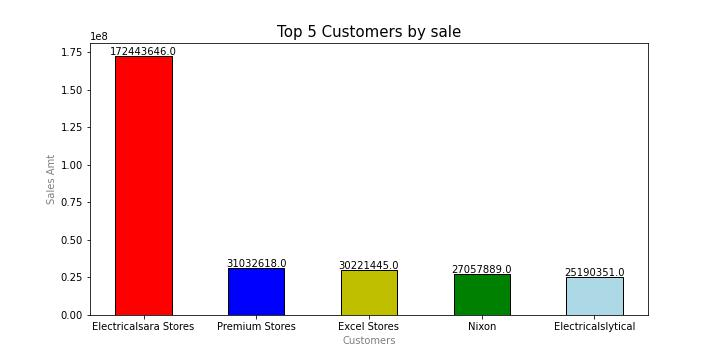 Top 5 Customers by sale
1e8
172443646.0
31032618.0
30221445.0
27057889.0
25190351.0
1.75
1.50
1.25
1.00
0.75
0.50
0.25
0.00
Sales Amt
Electricalsara Stores
Premium Stores
Excel Stores
Nixon
Electricalslytical
Customers